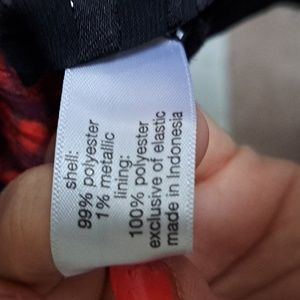 shell:
99% polyester
1% metallic
lining:
100% polyester
exclusive of elastic
made in Indonesia